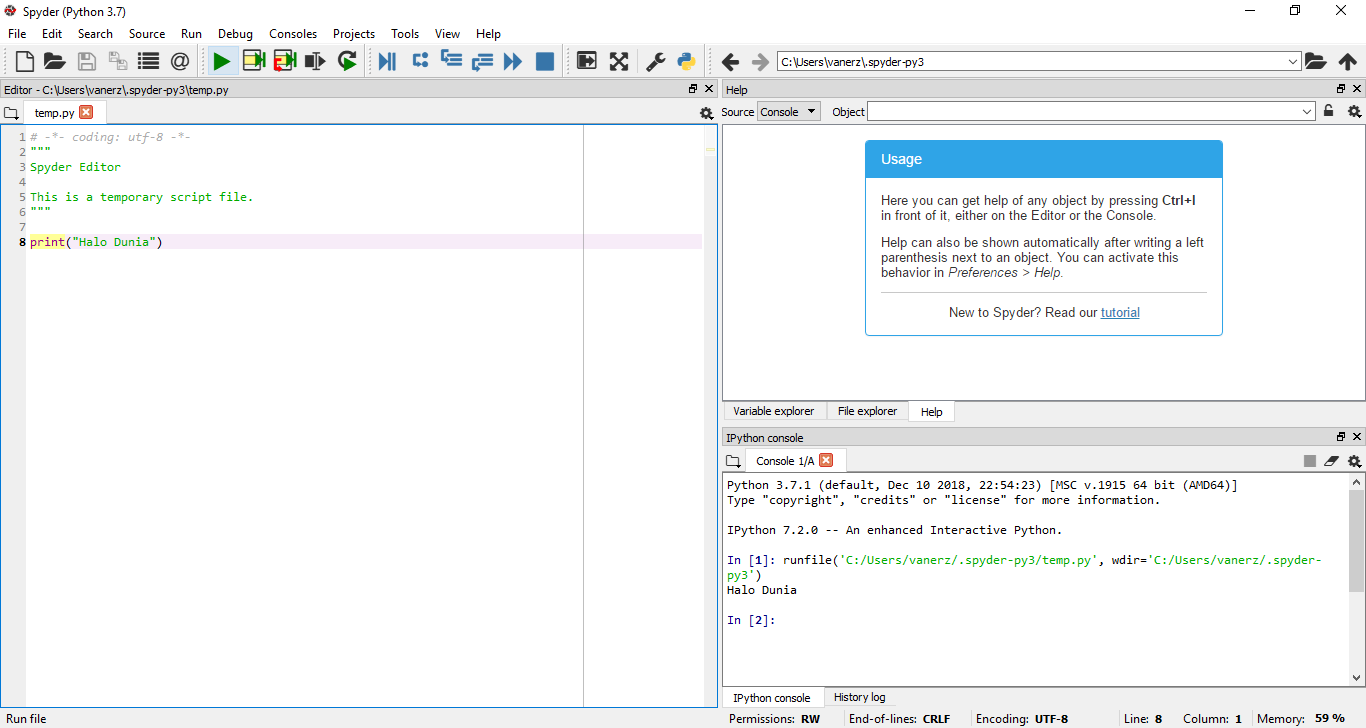 Spyder (Python 3.7)
File Edit Search Source Run Debug Consoles Projects Tools View Help
C:\Users\vanerz\.spyder-py3
Editor - C:\Users\vanerz\.spyder-py3\temp.py
temp.py
1 # -*- coding: utf-8 -*-
2 """
3 Spyder Editor
4
5 This is a temporary script file.
6 """
7
8 print("Halo Dunia")
Help
Source Console Object
Usage
Here you can get help of any object by pressing Ctrl+I
in front of it, either on the Editor or the Console.
Help can also be shown automatically after writing a left
parenthesis next to an object. You can activate this
behavior in Preferences > Help.
New to Spyder? Read our tutorial
Variable explorer File explorer Help
IPython console
Console 1/A
Python 3.7.1 (default, Dec 10 2018, 22:54:23) [MSC v.1915 64 bit (AMD64)]
Type "copyright", "credits" or "license" for more information.
IPython 7.2.0 -- An enhanced Interactive Python.
In [1]: runfile('C:/Users/vanerz/.spyder-py3/temp.py', wdir='C:/Users/vanerz/.spyder-
py3')
Halo Dunia
In [2]:
IPython console History log
Run file Permissions: RW End-of-lines: CRLF Encoding: UTF-8 Line: 8 Column: 1 Memory: 59 %